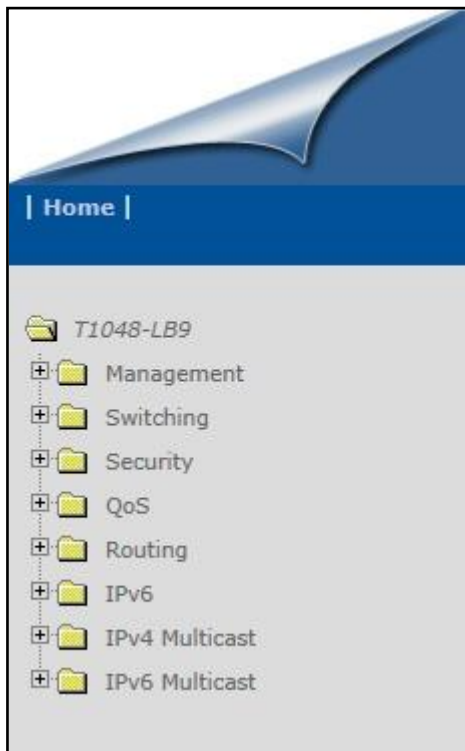 | Home |
T1048-LB9
Management
Switching
Security
QoS
Routing
IPv6
IPv4 Multicast
IPv6 Multicast